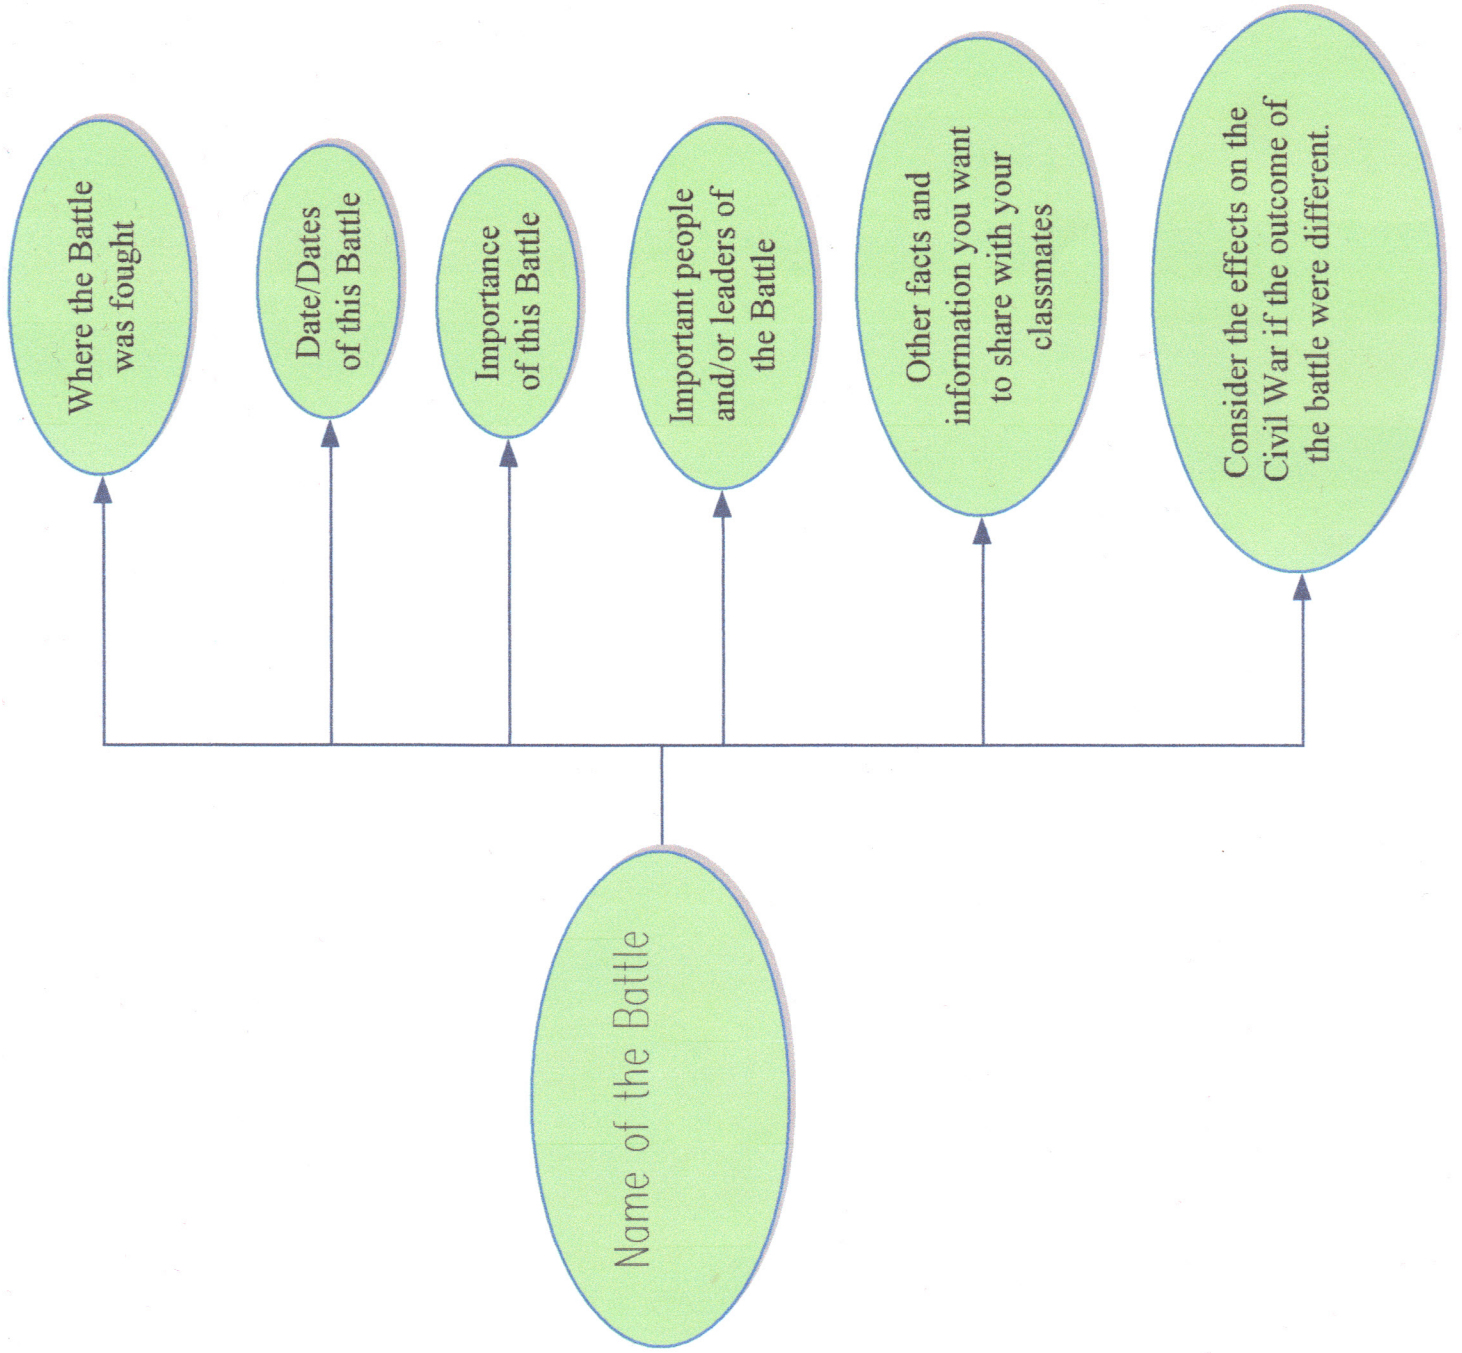 Name of the Battle
Where the Battle
was fought
Date/Dates
of this Battle
Importance
of this Battle
Important people
and/or leaders of
the Battle
Other facts and
information you want
to share with your
classmates
Consider the effects on the
Civil War if the outcome of
the battle were different.